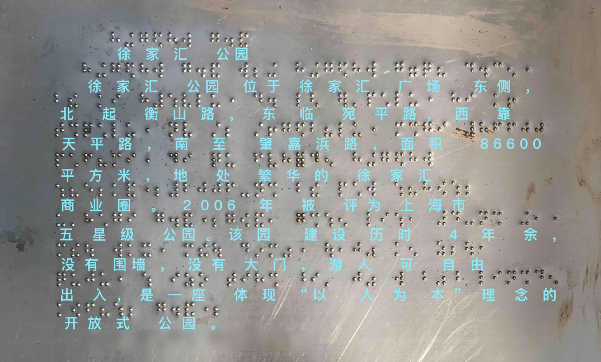 徐家汇 公园
徐家汇 公园 位于 徐家汇 广场 东侧，
北 起 衡山路，东 临 宛平路，西 靠
天平路，南 至 肇嘉浜路，面积 86600
平方米，地 处 繁华的 徐家汇
商业圈。2006 年 被 评为 上海市
五星级 公园。该园 建设 历时 4 年 余，
没有 围墙，没有 大门，游人 可 自由
出 入，是 一座 体现 “以 人 为 本” 理念 的
开放式 公园。